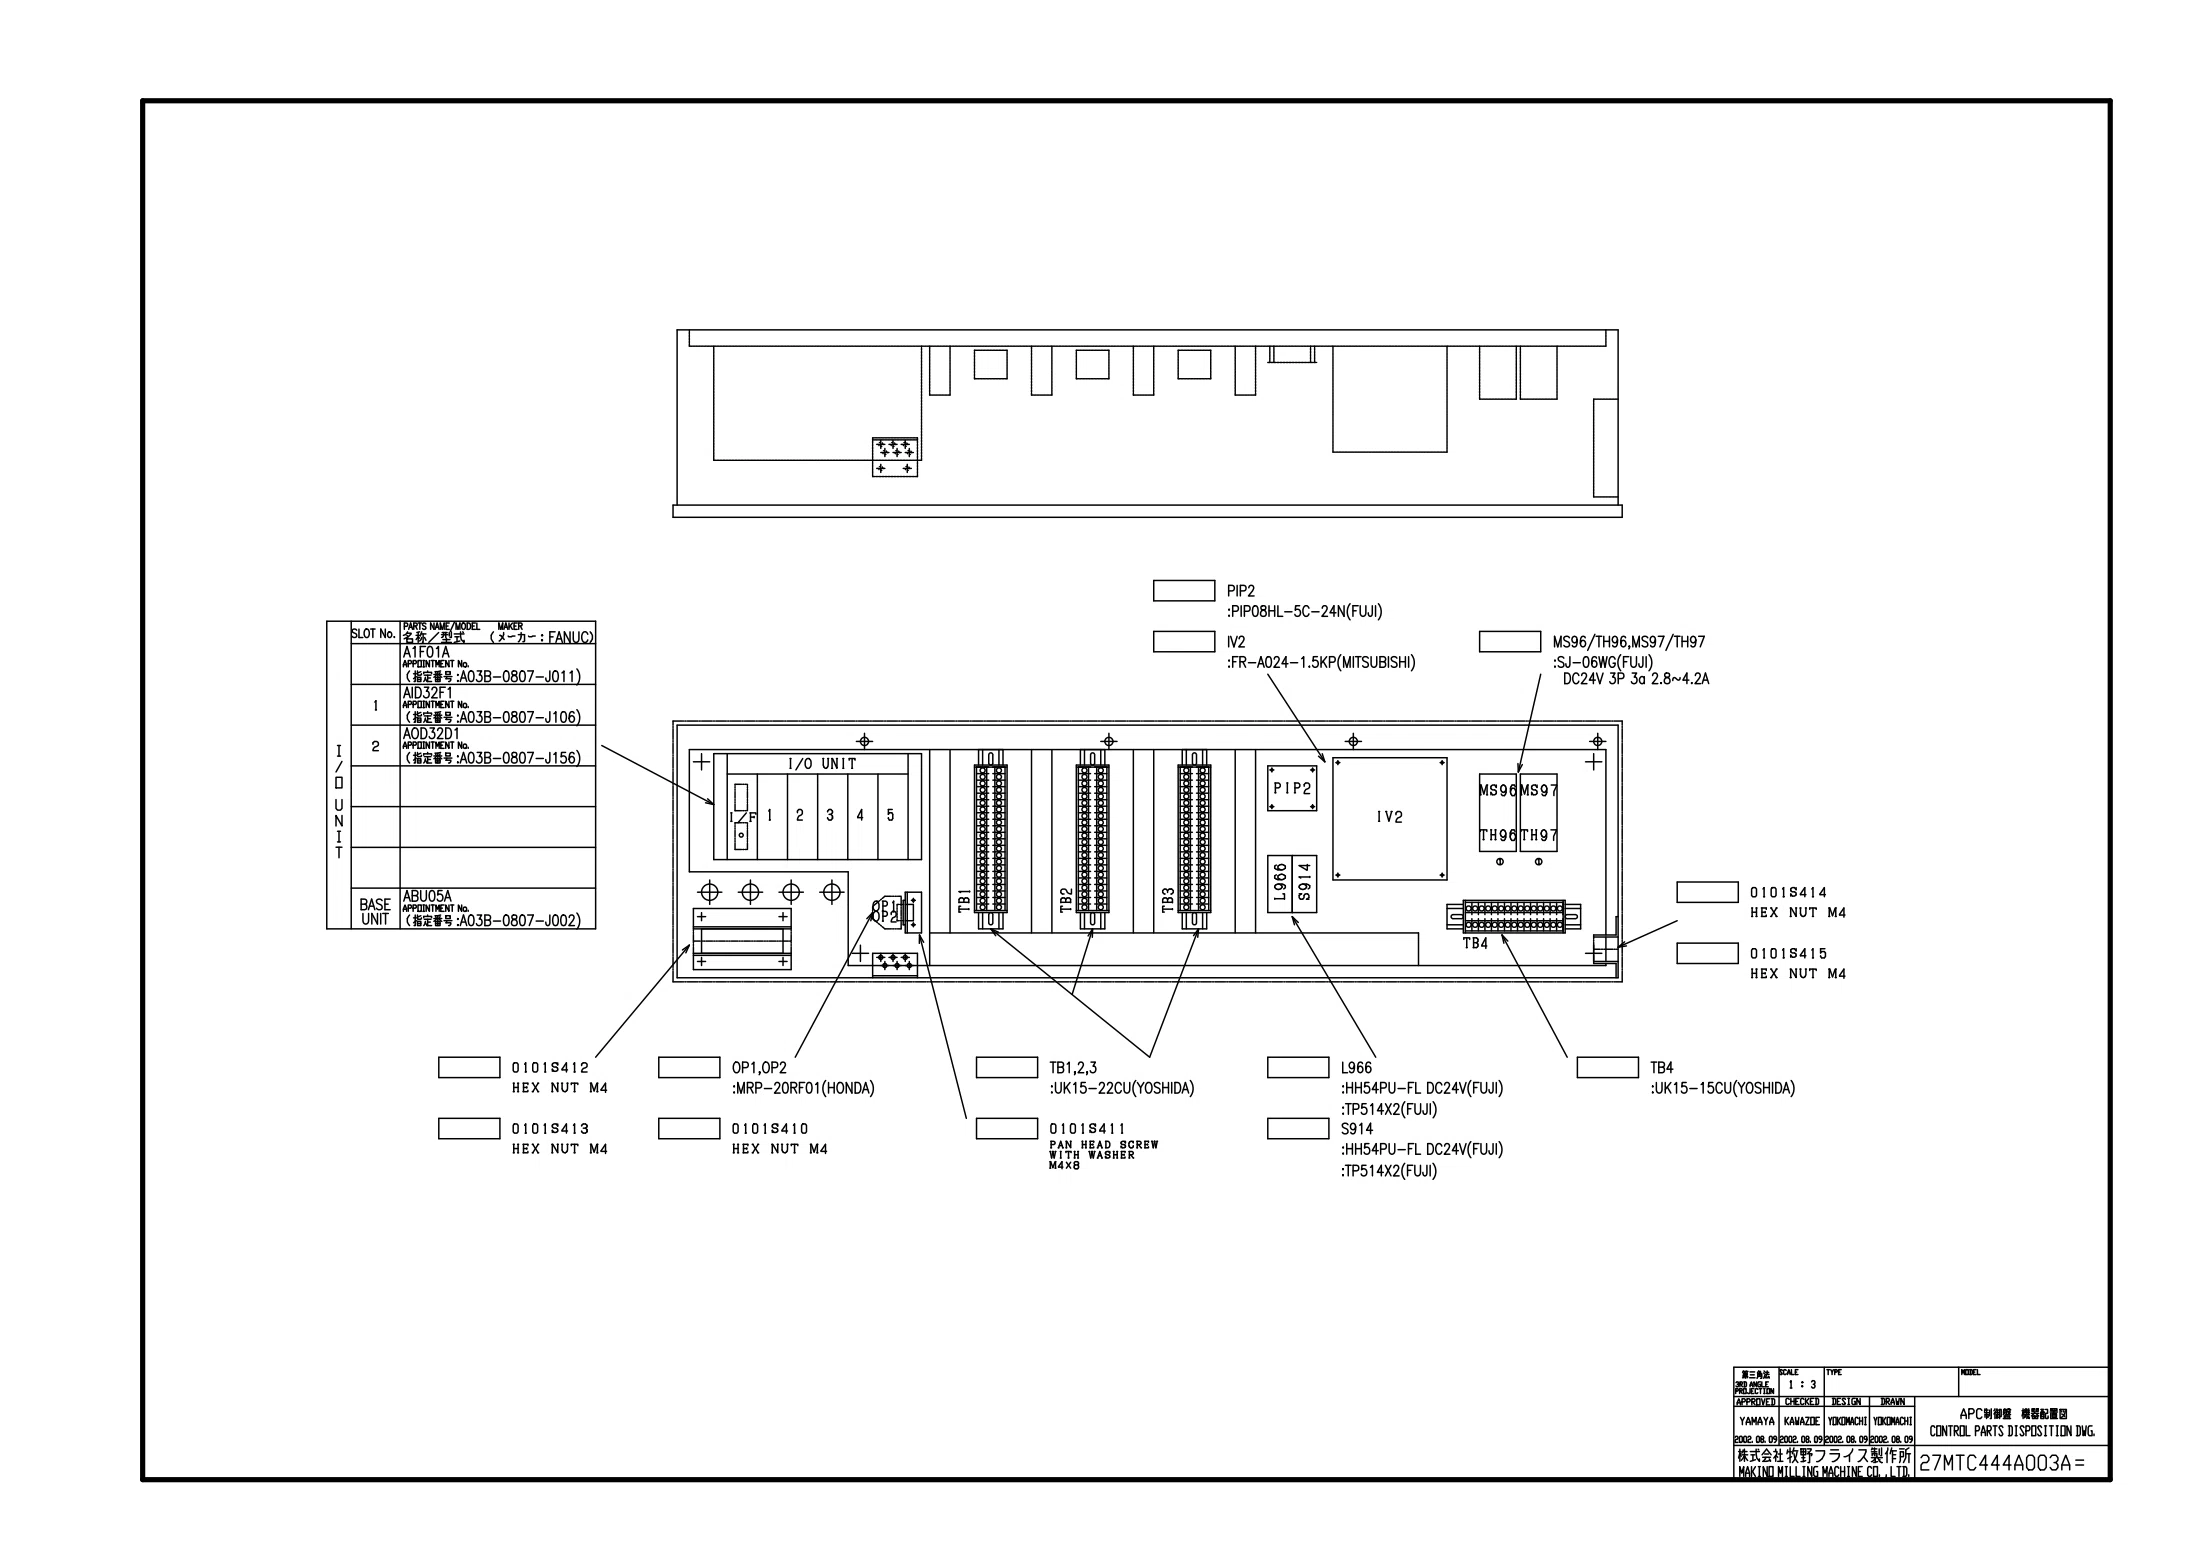 PIP2
:PIP08HL-5C-24N(FUJI)
IV2
:FR-A024-1.5KP(MITSUBISHI)
MS96/TH96,MS97/TH97
:SJ-06WG(FUJI)
DC24V 3P 3a 2.8~4.2A
I/O UNIT
SLOT No.
PARTS NAME/MODEL MAKER
名称／型式 (メーカー:FANUC)
A1F01A
APPOINTMENT No.
(指定番号:A03B-0807-J011)
1
AID32F1
APPOINTMENT No.
(指定番号:A03B-0807-J106)
2
AOD32D1
APPOINTMENT No.
(指定番号:A03B-0807-J156)
BASE UNIT
ABU05A
APPOINTMENT No.
(指定番号:A03B-0807-J002)
I/O UNIT
I/F 1 2 3 4 5
OP1
OP2
TB1
TB2
TB3
PIP2
L966
S914
IV2
MS96 MS97
TH96 TH97
TB4
0101S414
HEX NUT M4
0101S415
HEX NUT M4
0101S412
HEX NUT M4
0101S413
HEX NUT M4
OP1,OP2
:MRP-20RF01(HONDA)
0101S410
HEX NUT M4
TB1,2,3
:UK15-22CU(YOSHIDA)
0101S411
PAN HEAD SCREW
WITH WASHER
M4X8
L966
:HH54PU-FL DC24V(FUJI)
:TP514X2(FUJI)
S914
:HH54PU-FL DC24V(FUJI)
:TP514X2(FUJI)
TB4
:UK15-15CU(YOSHIDA)
第三角法
3RD ANGLE
PROJECTION
SCALE
1 : 3
TYPE
MODEL
APPROVED CHECKED DESIGN DRAWN
YAMAYA KAWAZOE YOKOMACHI YOKOMACHI
2002.08.09 2002.08.09 2002.08.09 2002.08.09
APC制御盤 機器配置図
CONTROL PARTS DISPOSITION DWG.
株式会社牧野フライス製作所
MAKINO MILLING MACHINE CO.,LTD.
27MTC444A003A=